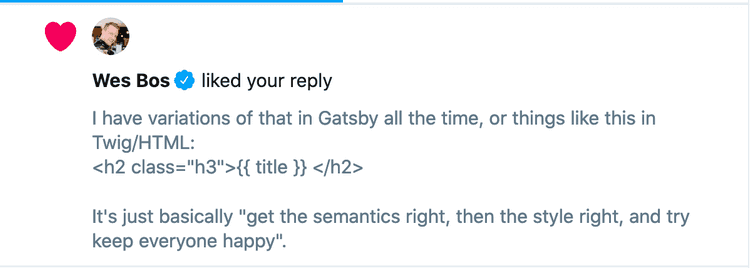 Wes Bos liked your reply
I have variations of that in Gatsby all the time, or things like this in
Twig/HTML:
<h2 class="h3">{{ title }} </h2>
It's just basically "get the semantics right, then the style right, and try
keep everyone happy".